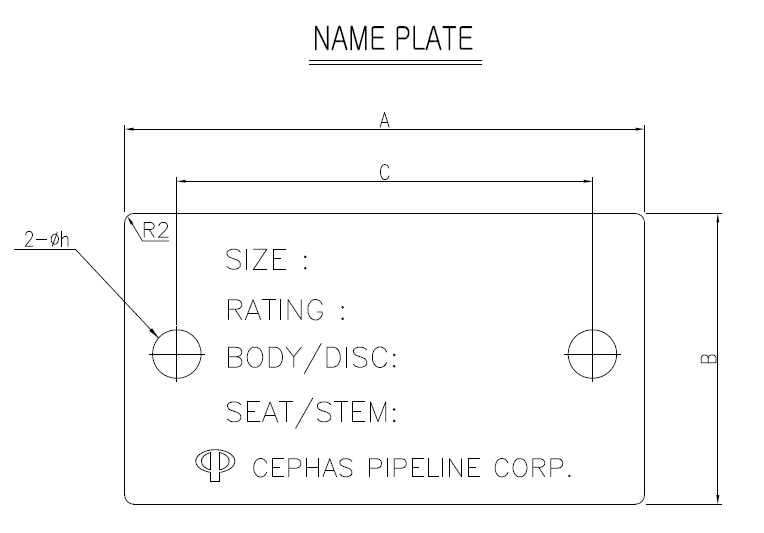 NAME PLATE
A
C
R2
2-øh
SIZE :
RATING :
BODY/DISC:
B
SEAT/STEM:
CEPHAS PIPELINE CORP.